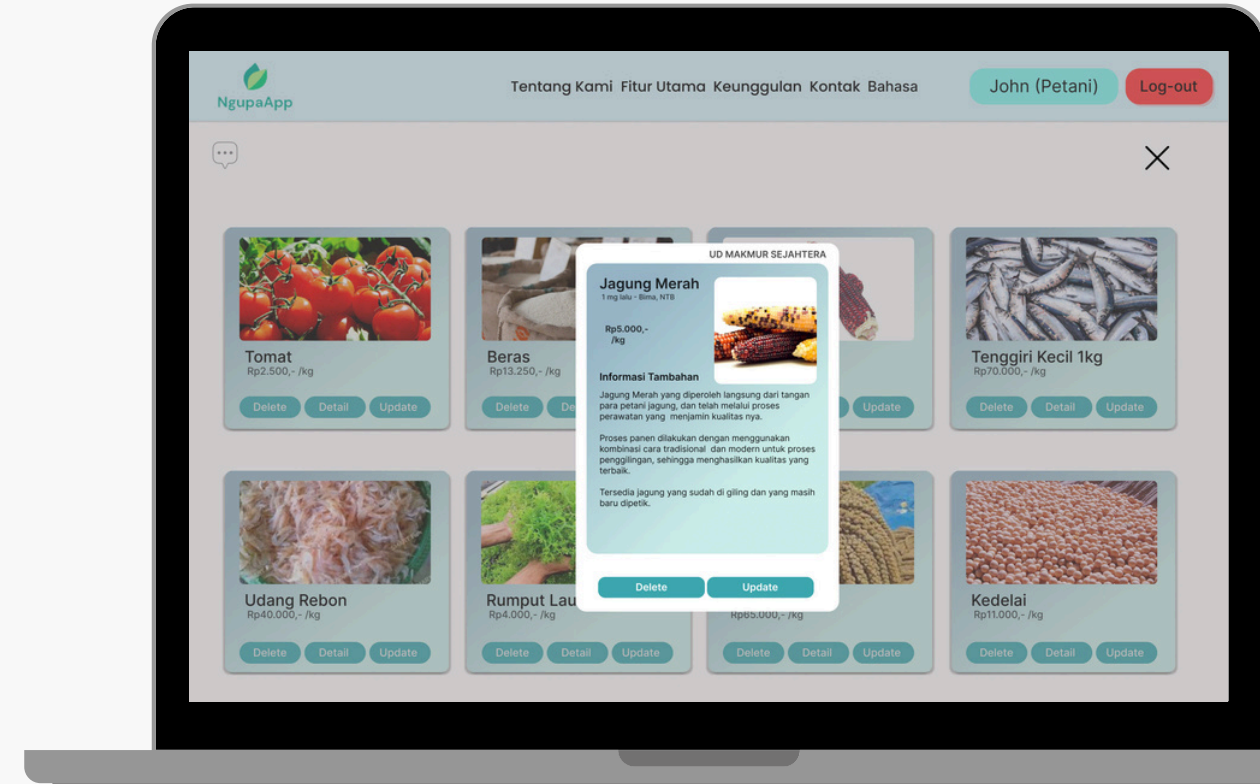 NgupaApp
Tentang Kami Fitur Utama Keunggulan Kontak Bahasa
John (Petani)
Log-out
Tomat
Rp2.500,- /kg
Delete Detail Update
Beras
Rp13.250,- /kg
Delete
UD MAKMUR SEJAHTERA
Jagung Merah
1 mg lalu - Bima, NTB
Rp5.000,-
/kg
Informasi Tambahan
Jagung Merah yang diperoleh langsung dari tangan
para petani jagung, dan telah melalui proses
perawatan yang menjamin kualitas nya.
Proses panen dilakukan dengan menggunakan
kombinasi cara tradisional dan modern untuk proses
penggilingan, sehingga menghasilkan kualitas yang
terbaik.
Tersedia jagung yang sudah di giling dan yang masih
baru dipetik.
Delete Update
Update
Tenggiri Kecil 1kg
Rp70.000,- /kg
Delete Detail Update
Udang Rebon
Rp40.000,- /kg
Delete Detail Update
Rumput Lau
Rp4.000,- /kg
Delete Detail Update
Rp65.000,- /kg
Delete Detail Update
Kedelai
Rp11.000,- /kg
Delete Detail Update